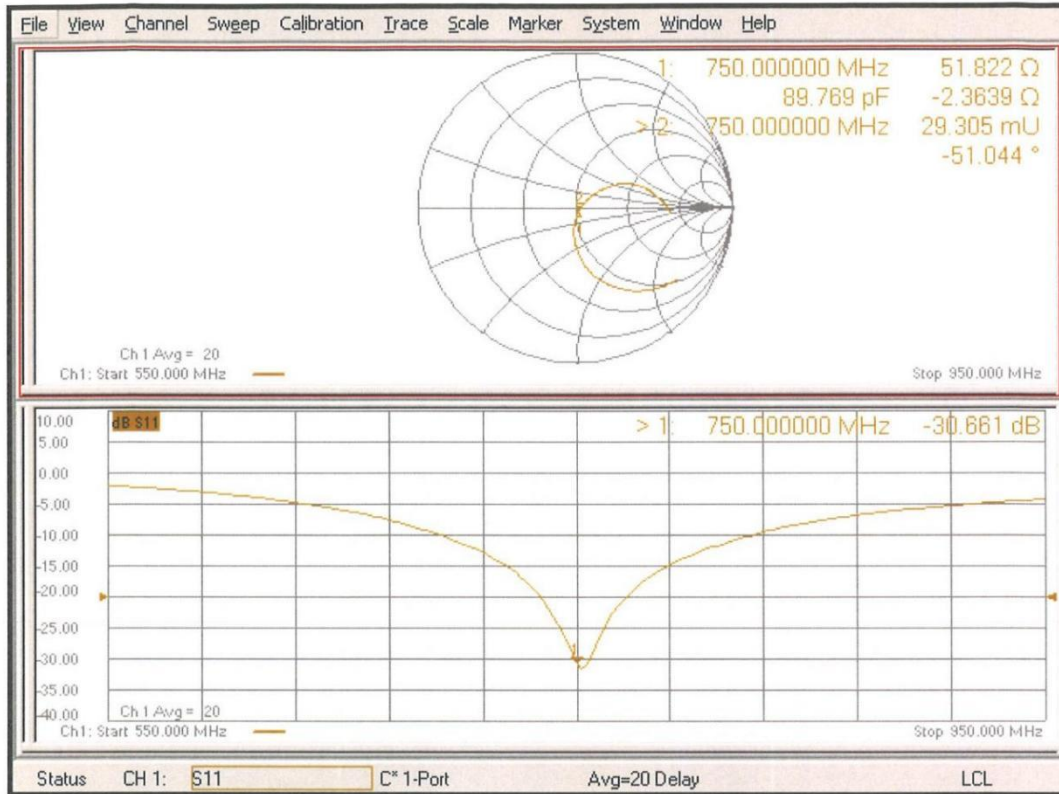 File View Channel Sweep Calibration Trace Scale Marker System Window Help
1: 750.000000 MHz 51.822 Ω
89.769 pF -2.3639 Ω
> 2: 750.000000 MHz 29.305 mU
-51.044 °
Ch 1 Avg = 20
Ch1: Start 550.000 MHz
Stop 950.000 MHz
dB S11
> 1: 750.000000 MHz -30.661 dB
10.00
5.00
0.00
-5.00
-10.00
-15.00
-20.00
-25.00
-30.00
-35.00
-40.00
Ch 1 Avg = 20
Ch1: Start 550.000 MHz
Stop 950.000 MHz
Status CH 1: S11 C* 1-Port Avg=20 Delay LCL